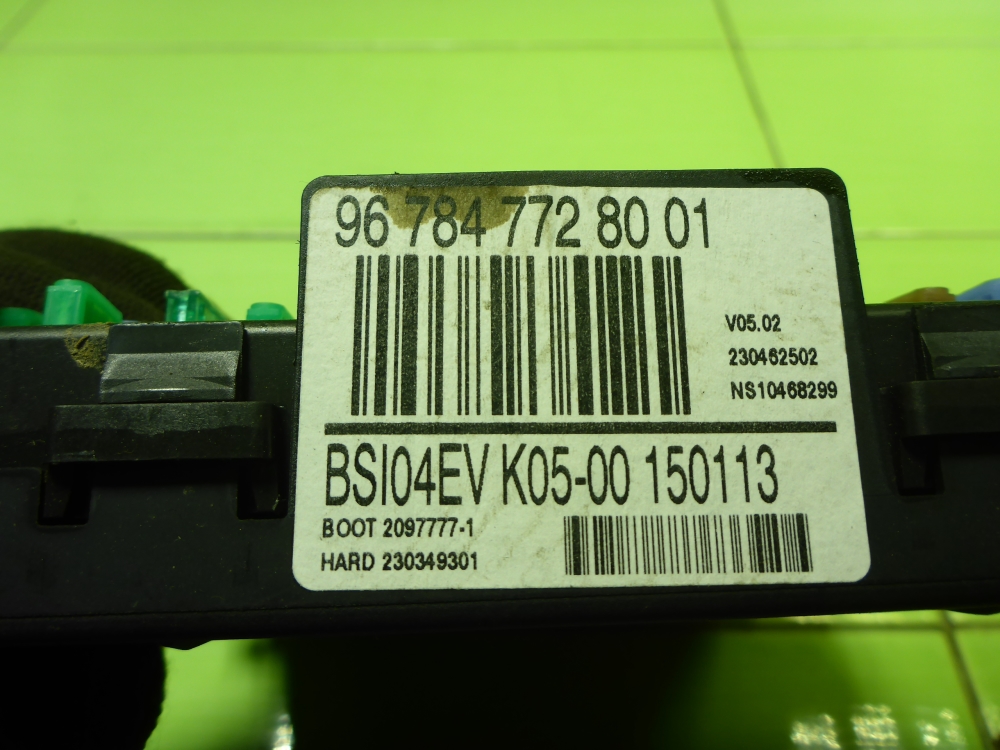 96 784 772 80 01
V05.02
230462502
NS10468299
BSI04EV K05-00 150113
BOOT 2097777-1
HARD 230349301